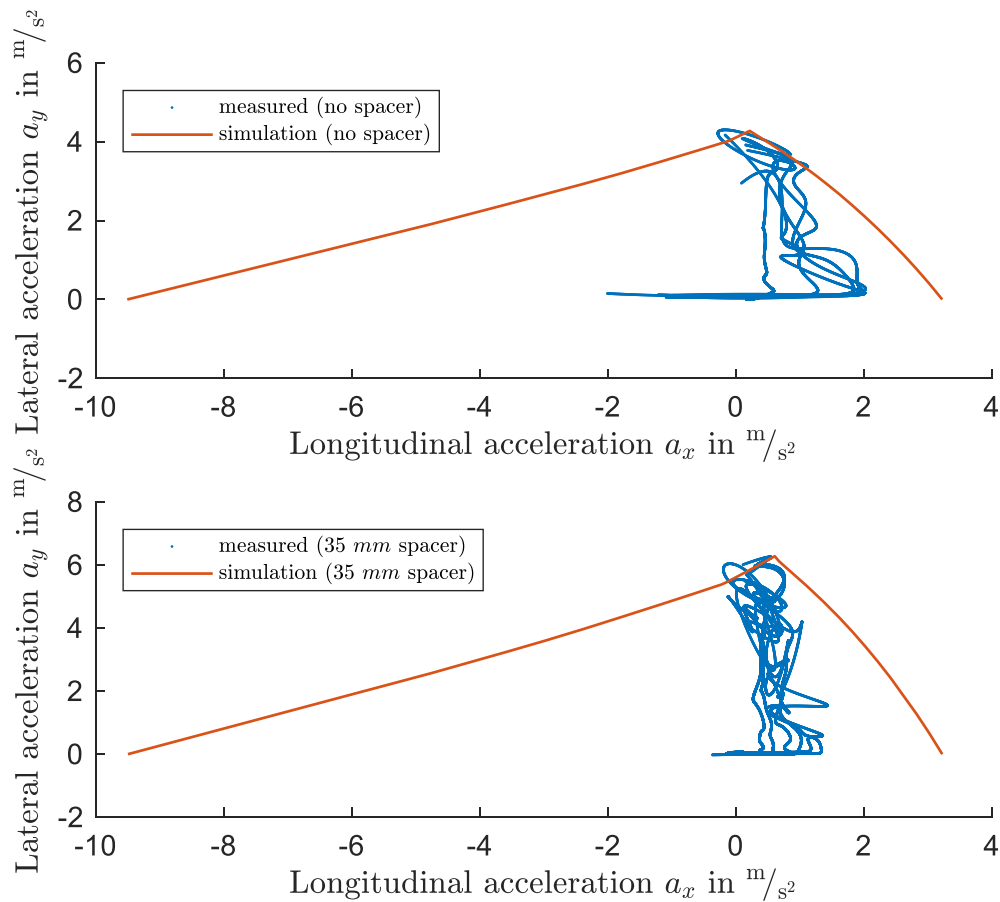 Lateral acceleration a_y in m/s²
6
4
2
0
-2
measured (no spacer)
simulation (no spacer)
-10 -8 -6 -4 -2 0 2 4
Longitudinal acceleration a_x in m/s²
Lateral acceleration a_y in m/s²
8
6
4
2
0
-2
measured (35 mm spacer)
simulation (35 mm spacer)
-10 -8 -6 -4 -2 0 2 4
Longitudinal acceleration a_x in m/s²